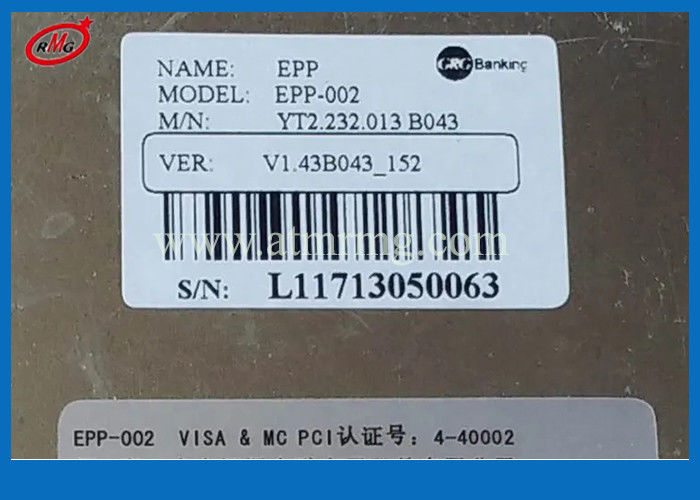 RMG
NAME: EPP
GRG Banking
MODEL: EPP-002
M/N: YT2.232.013 B043
VER: V1.43B043_152
www.atmrmg.com
S/N: L11713050063
EPP-002 VISA & MC PCI认证号: 4-40002